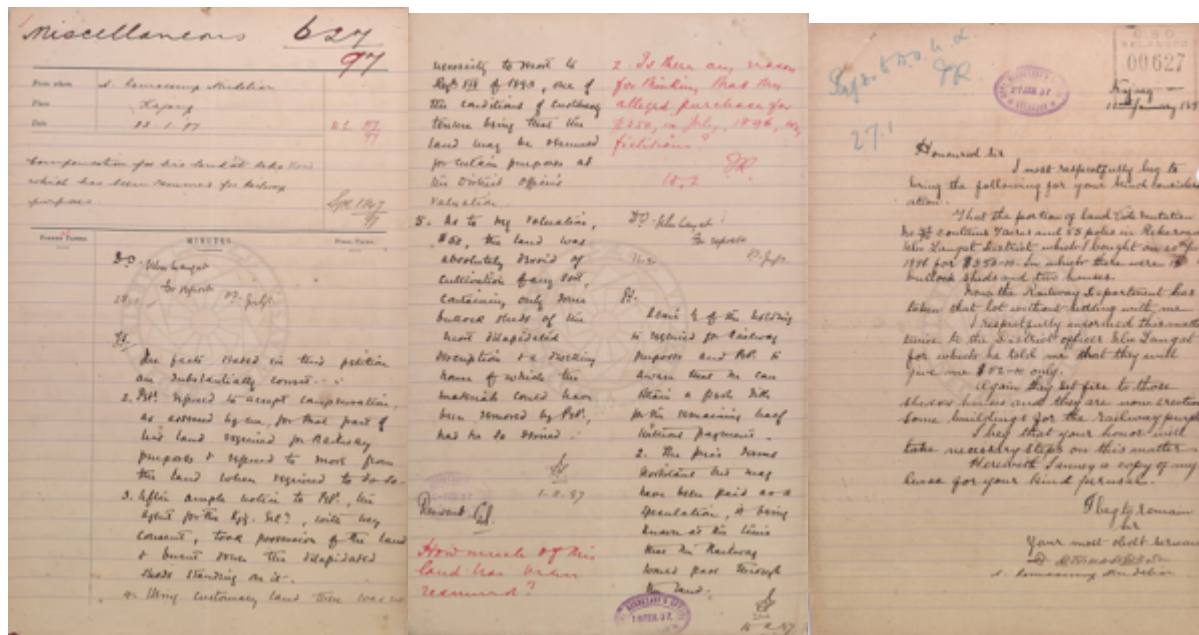 Miscellaneous 627
97
From whom S. Ramasamy Mudeliar
Place Kajang
Date 22.1.97
Compensation for his land at
which has been resumed for Railway
purposes.
MINUTES.
D.O. Ulu Langat
For report
The facts stated in this petition
are substantially correct.
2. Petr. refused to accept compensation,
as assessed by me, for that part of
his land required for Railway
purposes & refused to move from
the land when required to do so.
3. After ample notice to Petr., the
Agent for the , with my
consent, took possession of the land
& burnt down the dilapidated
sheds standing on it.
4. Being customary land there was no
necessity to resort to
of 1890, one of
the conditions of customary
tenure being that the
land may be resumed
for certain purposes at
the District Officer's
valuation.
5. As to my valuation,
$52, the land was
absolutely devoid of
cultivation of any sort,
containing only some
bullock sheds of the
most dilapidated
description & a dwelling
house of which the
materials could have
been removed by Petr.,
had he so desired.
1.2.97
Resident Sel.
How much of this
land has been
resumed?
2. Is there any reason
for thinking that the
alleged purchase for
$350, in July, 1896, was
fictitious?
D.O. Ulu Langat
For report
About ½ of the holding
is required for Railway
purposes and Petr. is
aware that he can
obtain a fresh title
for the remaining half
without payment.
2. The price seems
and may
have been paid as a
speculation, it being
known at the time
that the Railway
would pass through
the land.
SELANGOR
00627
27 JAN. 97
Kajang
January 189
27.1
Honoured Sir
I most respectfully beg to
bring the following for your kind consider
ation.
That the portion of land
contains and 35 poles in
Ulu Langat District which I bought on
1896 for $350-00. In which there were
bullock sheds and two houses.
Now the Railway Department has
taken that lot without me
I respectfully informed this matter
twice to the District officer Ulu Langat
for which he told me that they will
give me $52-00 only.
Again they set fire to those
sheds houses and they are now erecting
some buildings for the railway purp
I beg that your honor will
take necessary steps on this matter
Herewith I annex a copy of my
lease for your kind perusal.
I beg to remain
Sir
Your most obdt servant
S. Ramasamy Mudeliar